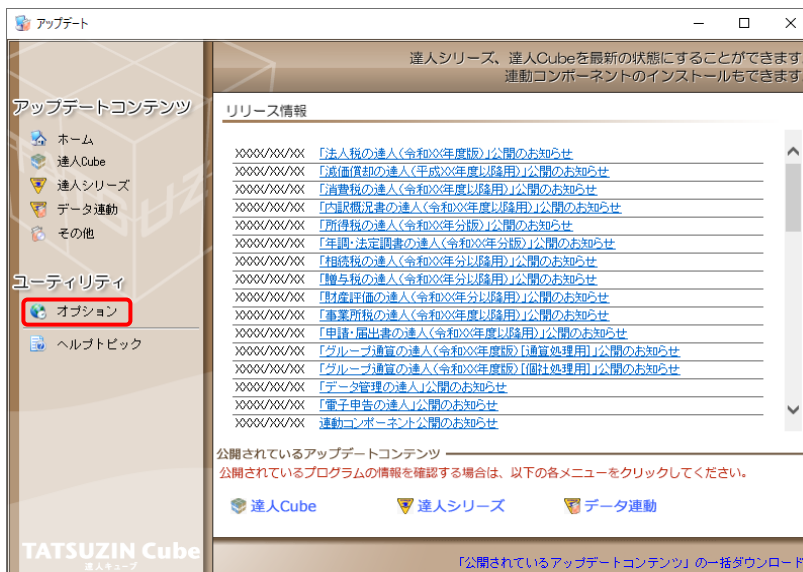 アップデート
達人シリーズ、達人Cubeを最新の状態にすることができます
連動コンポーネントのインストールもできます
アップデートコンテンツ
ホーム
達人Cube
達人シリーズ
データ連動
その他
ユーティリティ
オプション
ヘルプトピック
リリース情報
XXXX/XX/XX 「法人税の達人(令和XX年度版)」公開のお知らせ
XXXX/XX/XX 「減価償却の達人(平成XX年度以降用)」公開のお知らせ
XXXX/XX/XX 「消費税の達人(令和XX年度以降用)」公開のお知らせ
XXXX/XX/XX 「内訳概況書の達人(令和XX年度以降用)」公開のお知らせ
XXXX/XX/XX 「所得税の達人(令和XX年分版)」公開のお知らせ
XXXX/XX/XX 「年調・法定調書の達人(令和XX年分版)」公開のお知らせ
XXXX/XX/XX 「相続税の達人(令和XX年分以降用)」公開のお知らせ
XXXX/XX/XX 「贈与税の達人(令和XX年分以降用)」公開のお知らせ
XXXX/XX/XX 「財産評価の達人(令和XX年分以降用)」公開のお知らせ
XXXX/XX/XX 「事業所税の達人(令和XX年度以降用)」公開のお知らせ
XXXX/XX/XX 「申請・届出書の達人(令和XX年度以降用)」公開のお知らせ
XXXX/XX/XX 「グループ通算の達人(令和XX年度版)[通算処理用]」公開のお知らせ
XXXX/XX/XX 「グループ通算の達人(令和XX年度版)[個社処理用]」公開のお知らせ
XXXX/XX/XX 「データ管理の達人」公開のお知らせ
XXXX/XX/XX 「電子申告の達人」公開のお知らせ
XXXX/XX/XX 連動コンポーネント公開のお知らせ
公開されているアップデートコンテンツ
公開されているプログラムの情報を確認する場合は、以下の各メニューをクリックしてください。
達人Cube 達人シリーズ データ連動
TATSUZIN Cube
達人キューブ
「公開されているアップデートコンテンツ」の一括ダウンロード